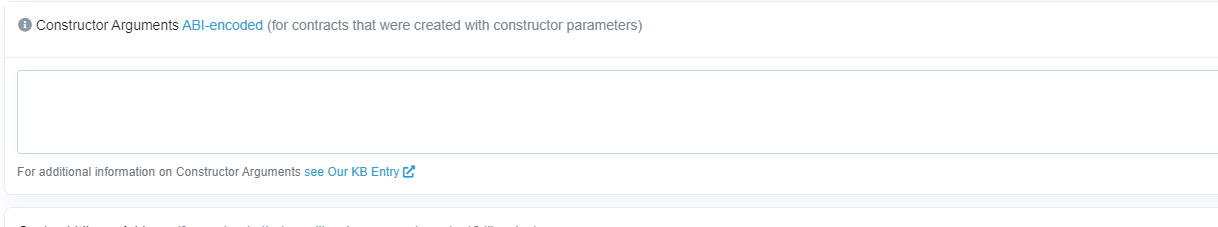 Constructor Arguments ABI-encoded (for contracts that were created with constructor parameters)
For additional information on Constructor Arguments see Our KB Entry